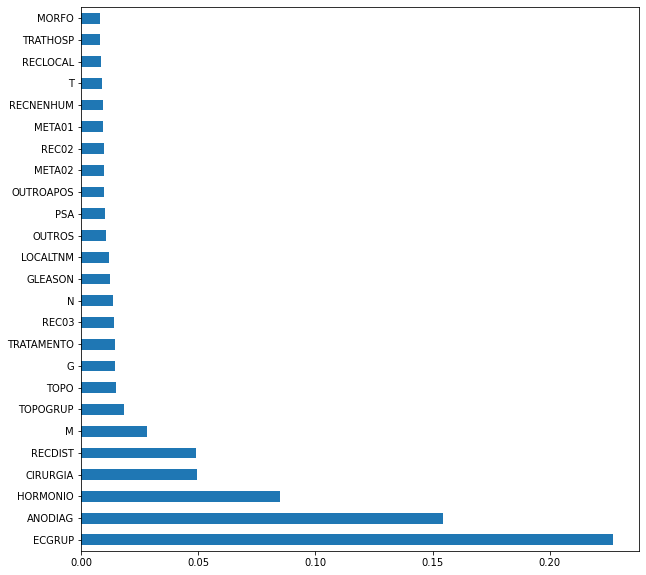 MORFO
TRATHOSP
RECLOCAL
T
RECNENHUM
META01
REC02
META02
OUTROAPOS
PSA
OUTROS
LOCALTNM
GLEASON
N
REC03
TRATAMENTO
G
TOPO
TOPOGRUP
M
RECDIST
CIRURGIA
HORMONIO
ANODIAG
ECGRUP
0.00 0.05 0.10 0.15 0.20